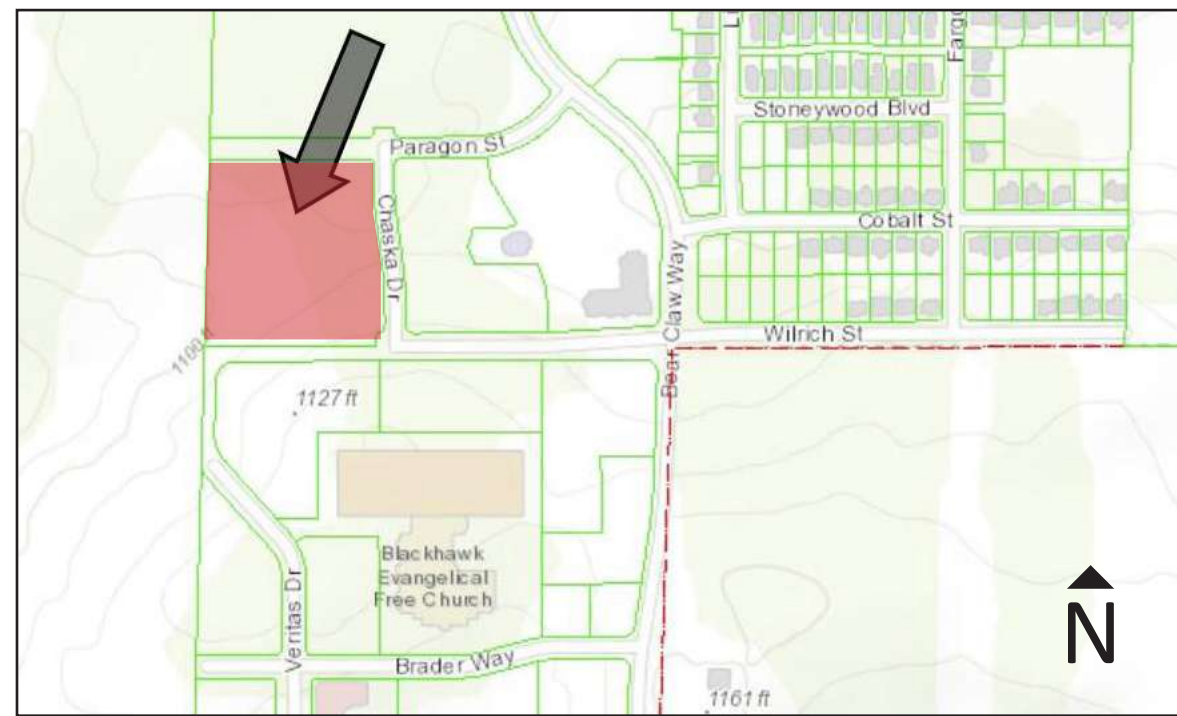 Fargo
Stoneywood Blvd
Paragon St
Chaska Dr
Cobalt St
Bear Claw Way
Wilrich St
1100 ft
1127 ft
Blackhawk
Evangelical
Free Church
Veritas Dr
Brader Way
N
1161 ft